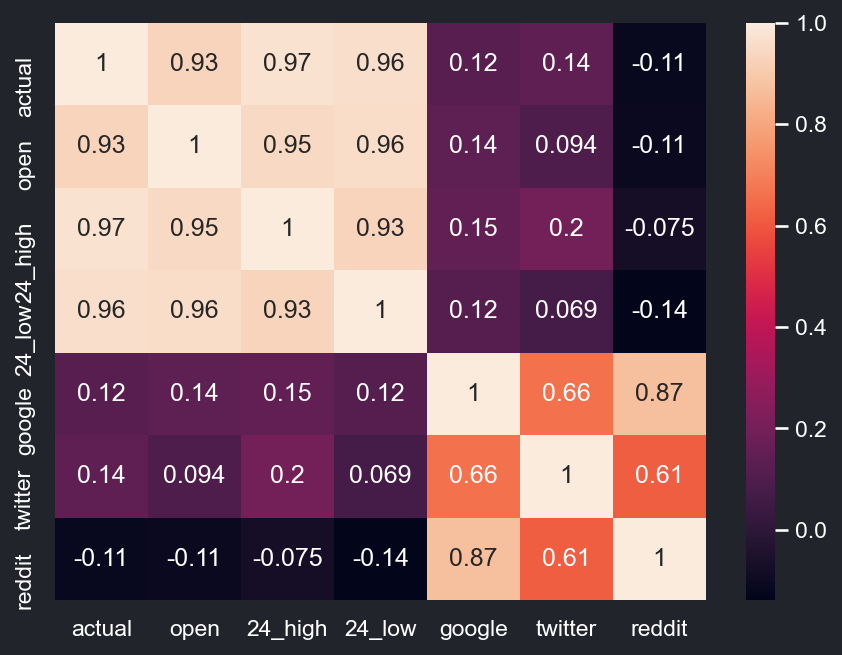 actual 1 0.93 0.97 0.96 0.12 0.14 -0.11
open 0.93 1 0.95 0.96 0.14 0.094 -0.11
24_high 0.97 0.95 1 0.93 0.15 0.2 -0.075
24_low 0.96 0.96 0.93 1 0.12 0.069 -0.14
google 0.12 0.14 0.15 0.12 1 0.66 0.87
twitter 0.14 0.094 0.2 0.069 0.66 1 0.61
reddit -0.11 -0.11 -0.075 -0.14 0.87 0.61 1
actual open 24_high 24_low google twitter reddit
1.0
0.8
0.6
0.4
0.2
0.0